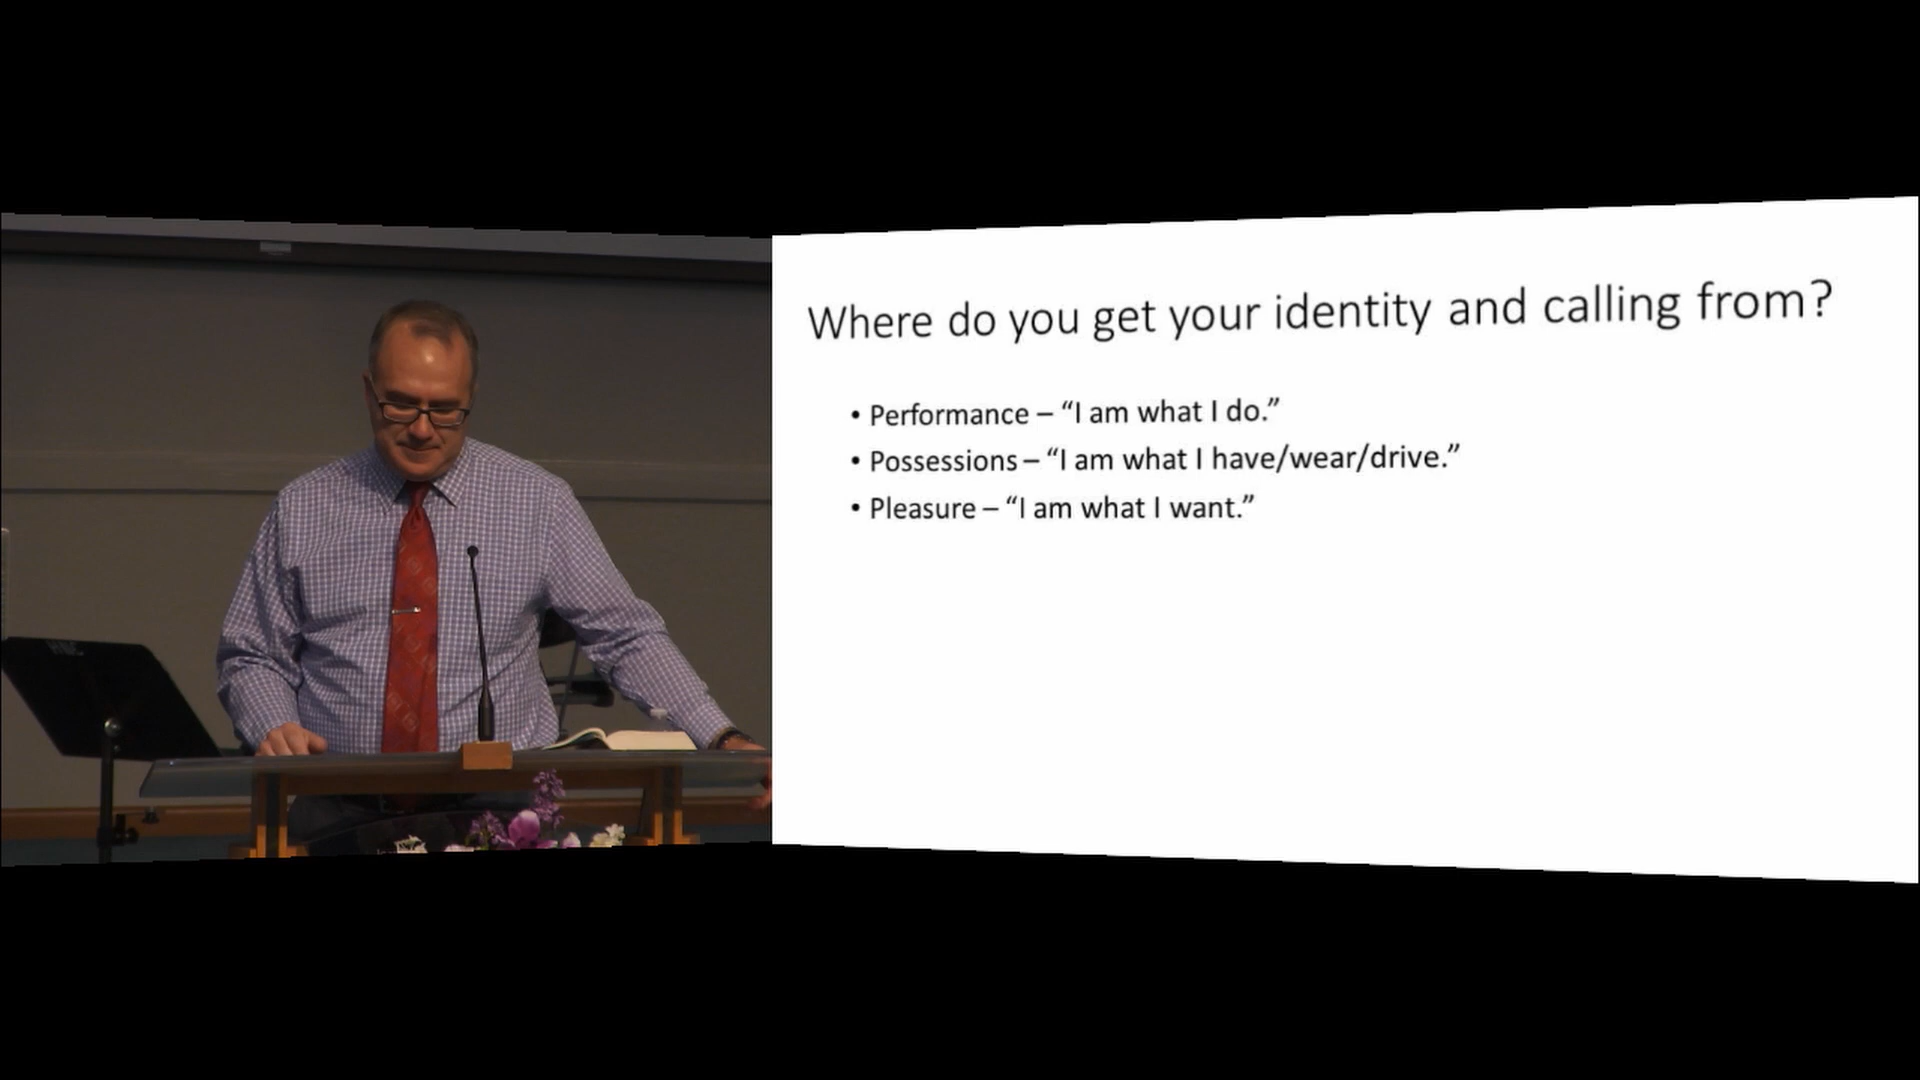 Where do you get your identity and calling from?
• Performance – “I am what I do.”
• Possessions – “I am what I have/wear/drive.”
• Pleasure – “I am what I want.”